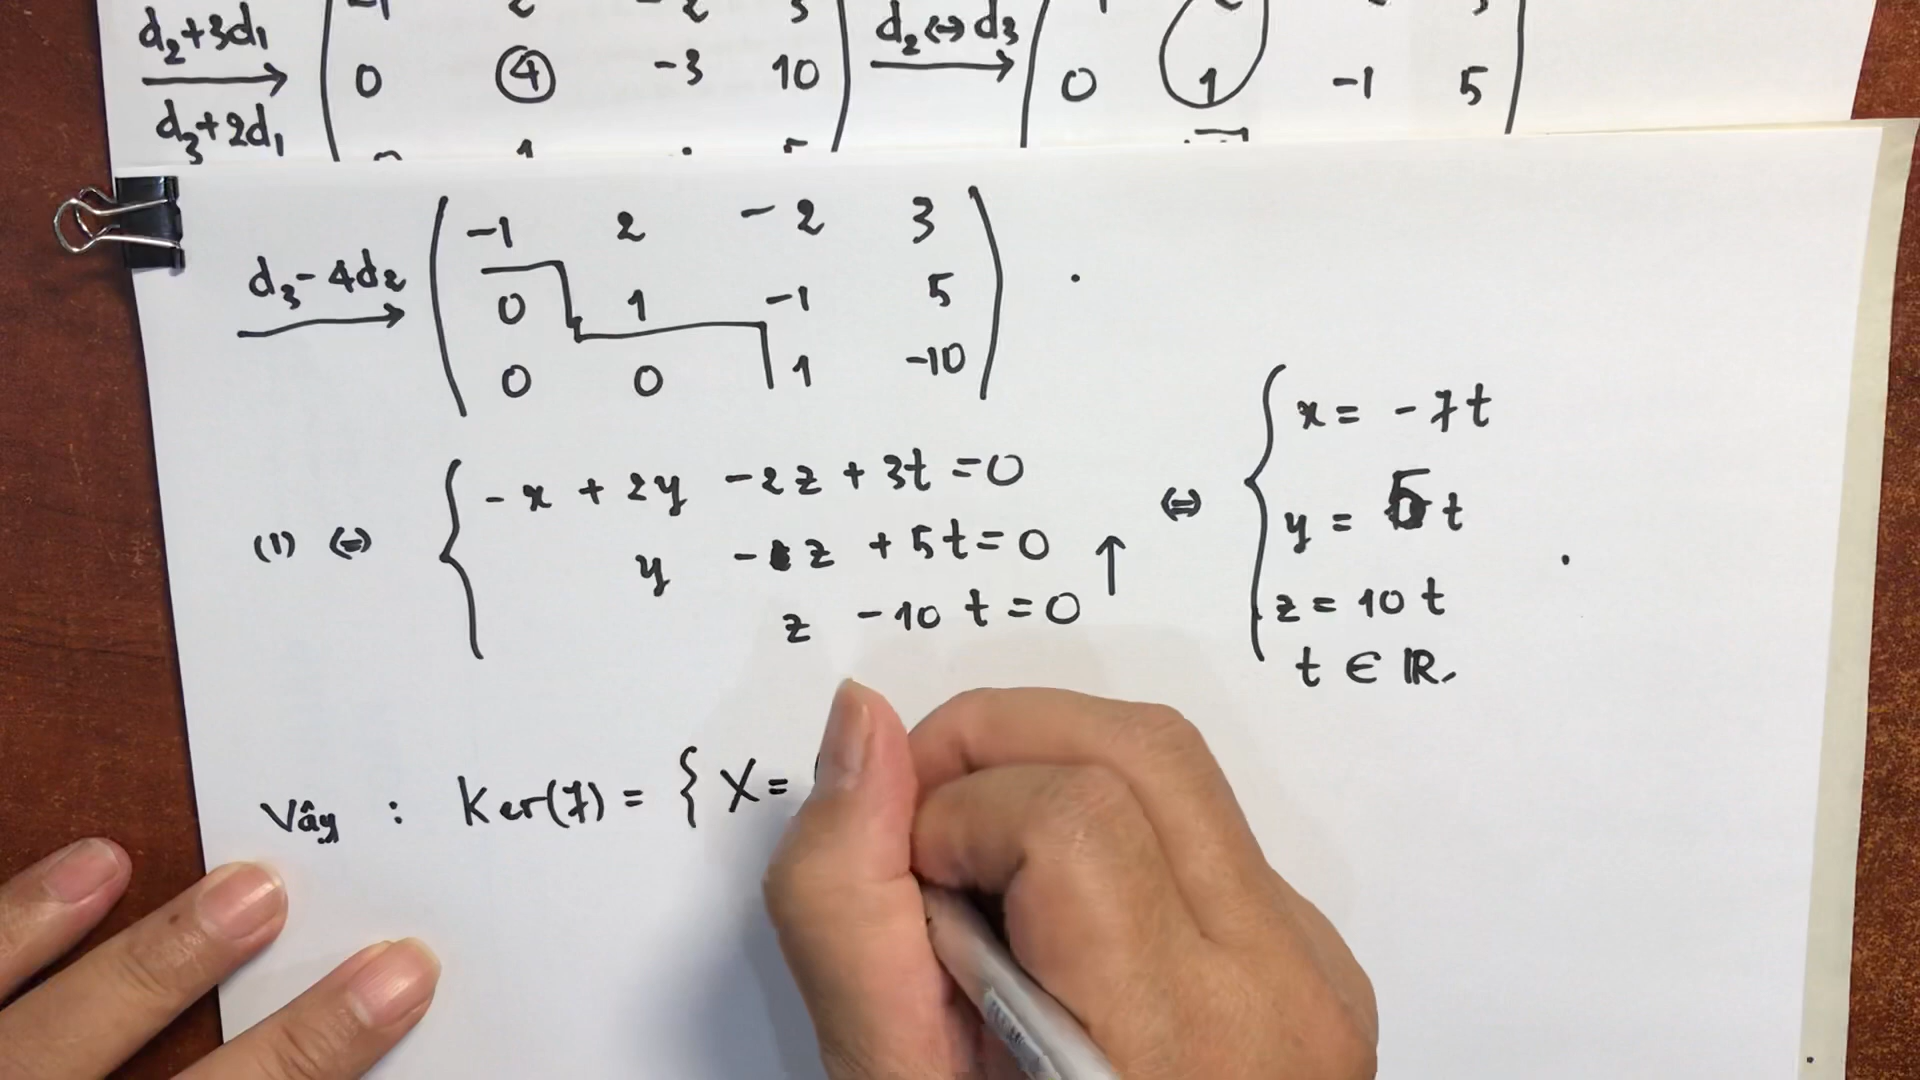 d₂+3d₁
d₃+2d₁
0 4 -3 10
d₂ ↔ d₃
0 1 -1 5
d₃ - 4d₂
-1 2 -2 3
0 1 -1 5
0 0 1 -10
(1) ⇔
-x + 2y -2z + 3t = 0
y - z + 5t = 0 ↑
z - 10 t = 0
⇔
x = -7t
y = 5t
z = 10 t
t ∈ ℝ.
Vậy : Ker(f) = { X =